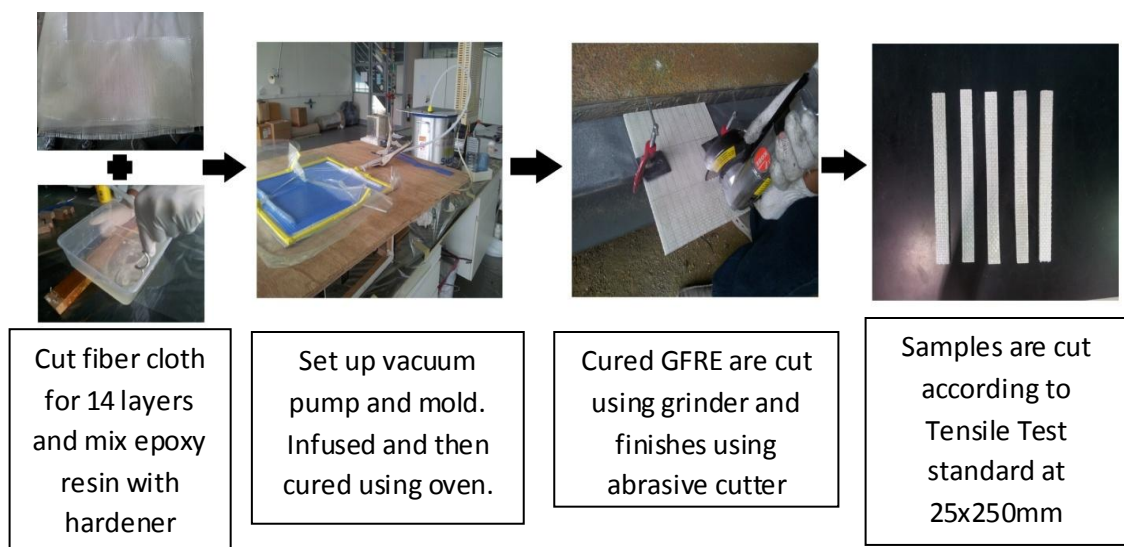 Cut fiber cloth
for 14 layers
and mix epoxy
resin with
hardener
Set up vacuum
pump and mold.
Infused and then
cured using oven.
Cured GFRE are cut
using grinder and
finishes using
abrasive cutter
Samples are cut
according to
Tensile Test
standard at
25x250mm